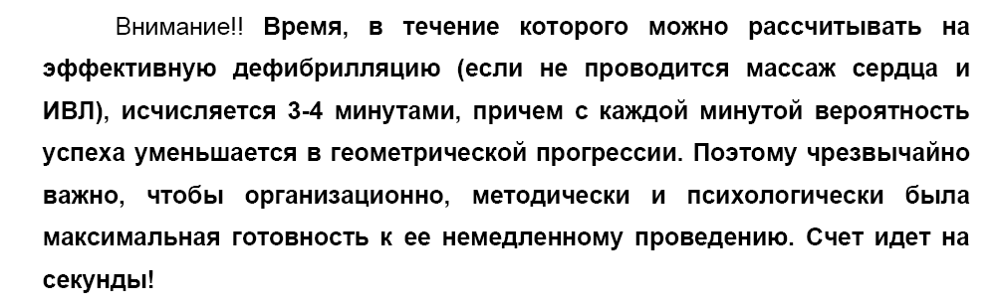 Внимание!! Время, в течение которого можно рассчитывать на
эффективную дефибрилляцию (если не проводится массаж сердца и
ИВЛ), исчисляется 3-4 минутами, причем с каждой минутой вероятность
успеха уменьшается в геометрической прогрессии. Поэтому чрезвычайно
важно, чтобы организационно, методически и психологически была
максимальная готовность к ее немедленному проведению. Счет идет на
секунды!